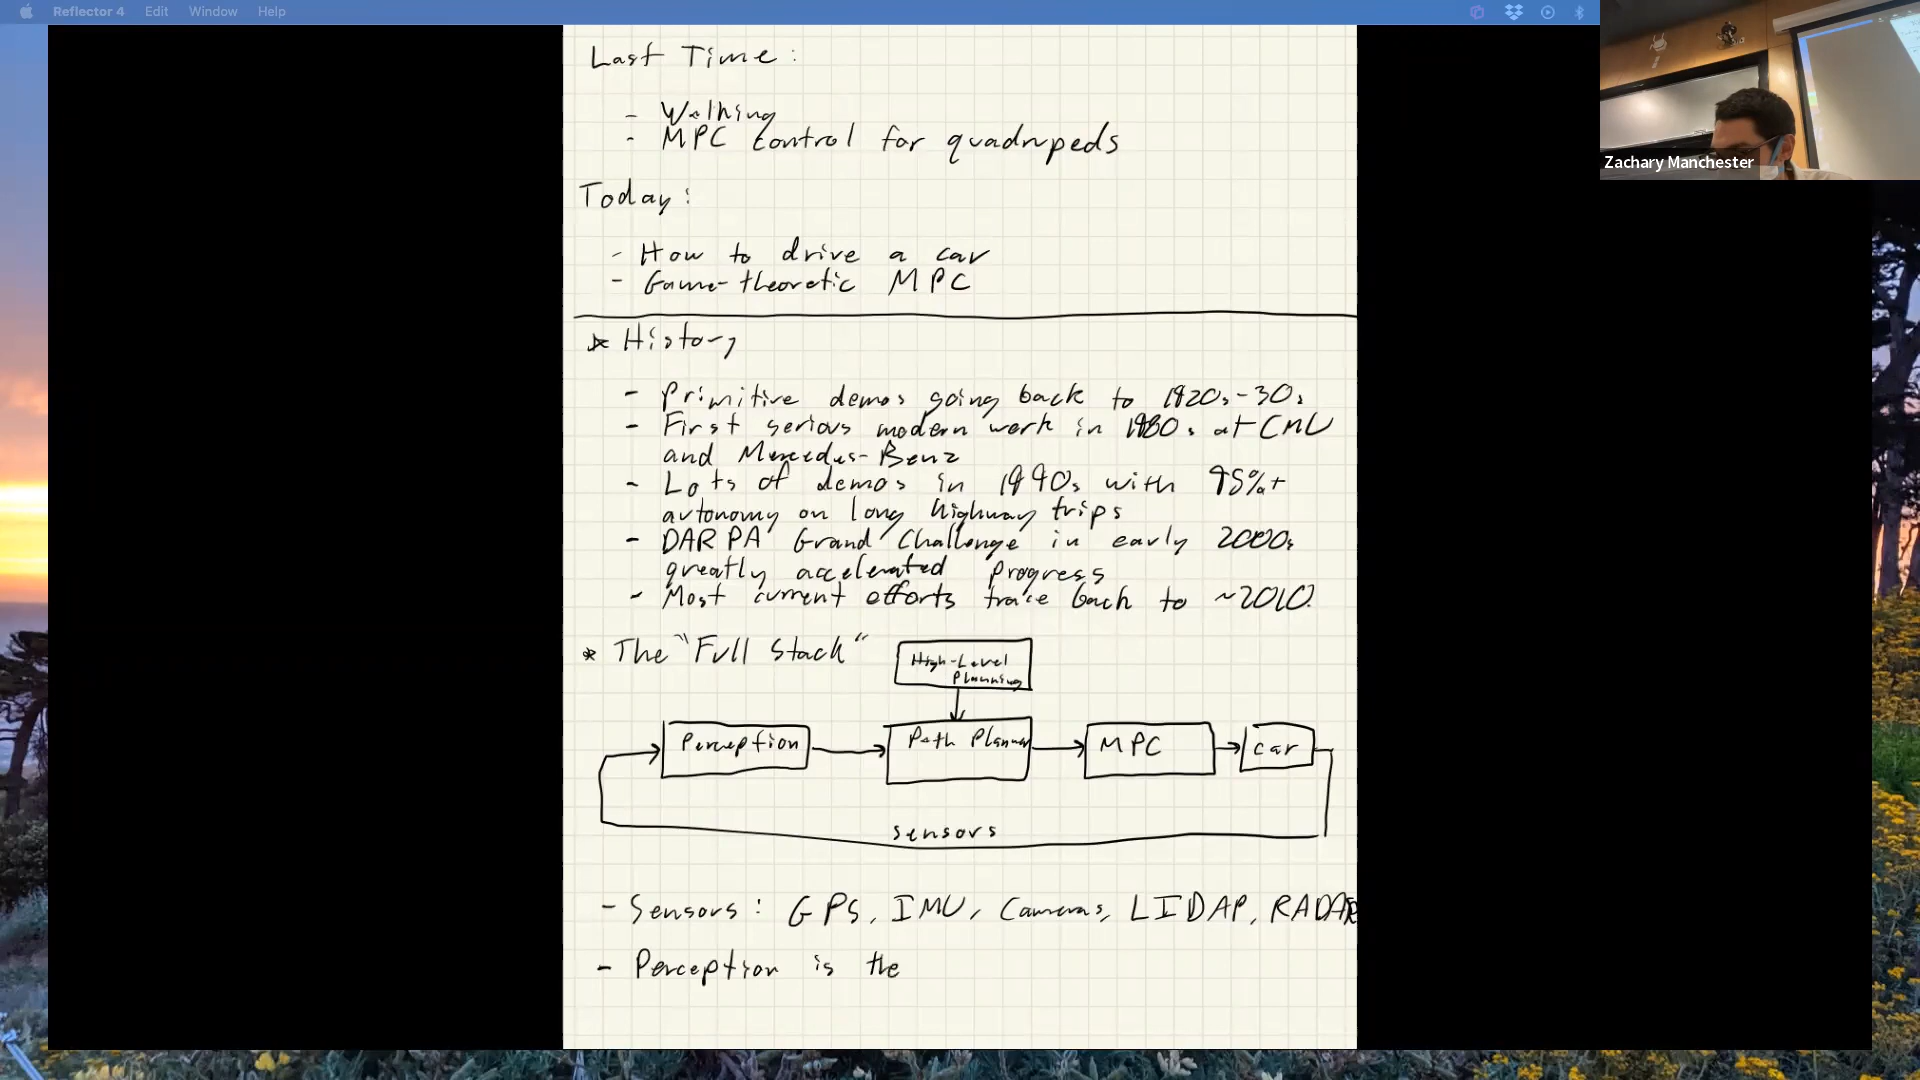 Reflector 4 Edit Window Help
Zachary Manchester
Last Time:
- Walking
- MPC control for quadrupeds
Today:
- How to drive a car
- Game-theoretic MPC
* History
- Primitive demos going back to 1920s-30s
- First serious modern work in 1980s at CMU
and Mercedes-Benz
- Lots of demos in 1990s with 95%+
autonomy on long highway trips
- DARPA Grand Challenge in early 2000s
greatly accelerated progress
- Most current efforts trace back to ~2010.
* The "Full Stack"
High-Level
Planning
Perception
Path Planner
MPC
car
sensors
- Sensors: GPS, IMU, Cameras, LIDAR, RADAR
- Perception is the